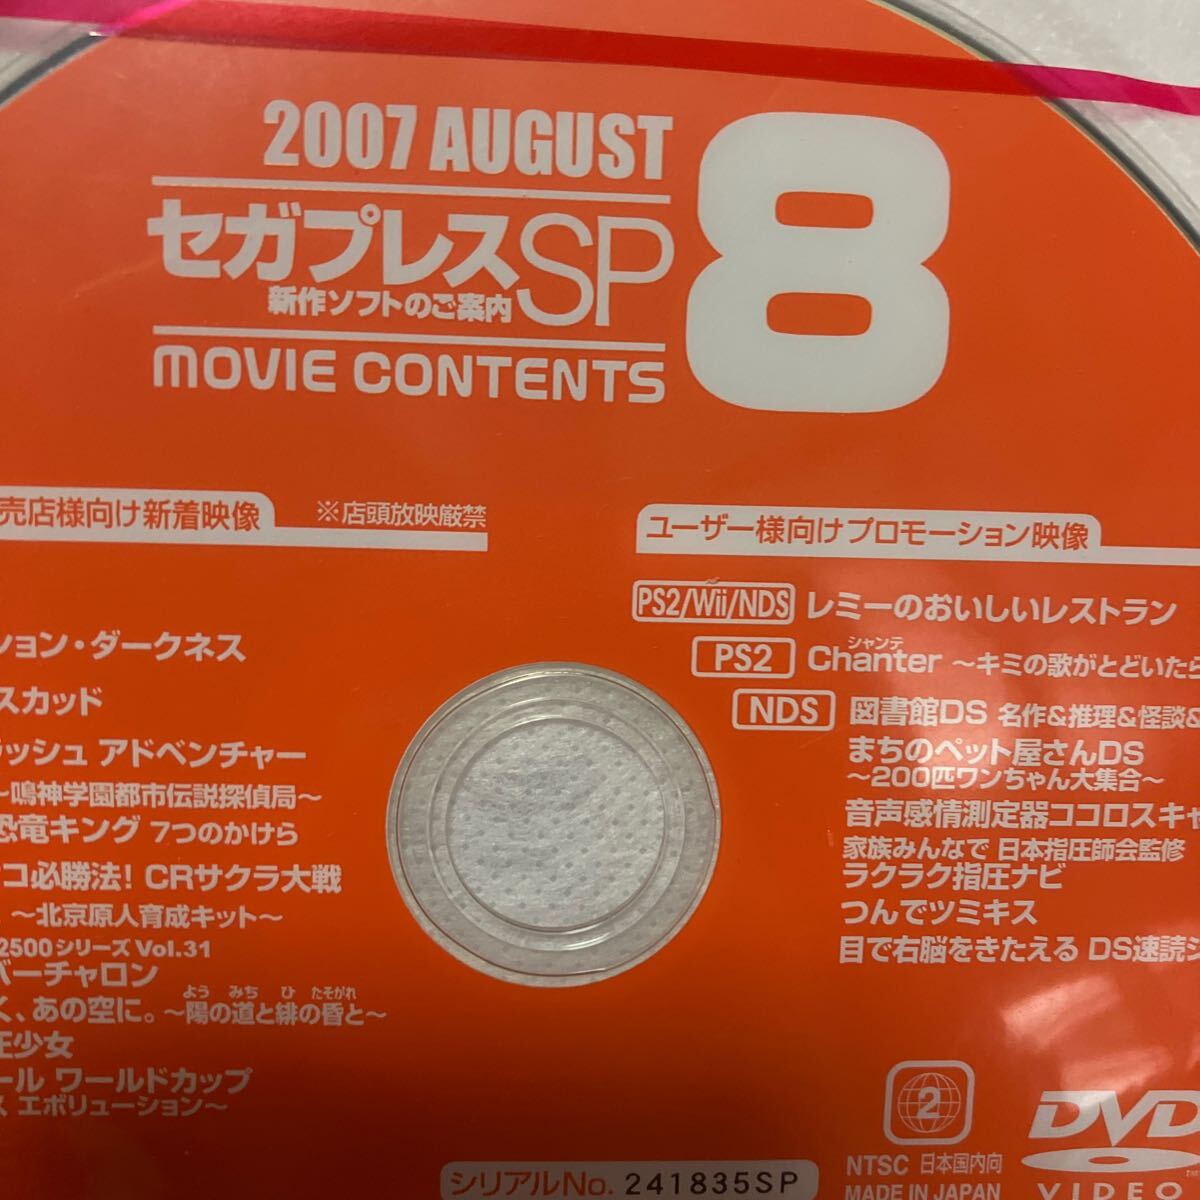 2007 AUGUST
8
セガプレスSP
新作ソフトのご案内
MOVIE CONTENTS
売店様向け新着映像
※店頭放映厳禁
ション・ダークネス
スカッド
ラッシュ アドベンチャー
～鳴神学園都市伝説探偵局～
恐竜キング 7つのかけら
コ必勝法! CRサクラ大戦
～北京原人育成キット～
2500シリーズ Vol.31
バーチャロン
よう みち ひ たそがれ
く、あの空に。～陽の道と緋の昏と～
少女
ール ワールドカップ
エボリューション～
ユーザー様向けプロモーション映像
PS2/Wii/NDS レミーのおいしいレストラン
シャンテ
PS2 Chanter ～キミの歌がとどいたら
NDS 図書館DS 名作&推理&怪談&
まちのペット屋さんDS
～200匹ワンちゃん大集合～
音声感情測定器ココロスキャ
家族みんなで 日本指圧師会監修
ラクラク指圧ナビ
つんでツミキス
目で右脳をきたえる DS速読ジ
2
NTSC 日本国内向
MADE IN JAPAN
DVD
VIDEO
シリアルNo. 241835SP